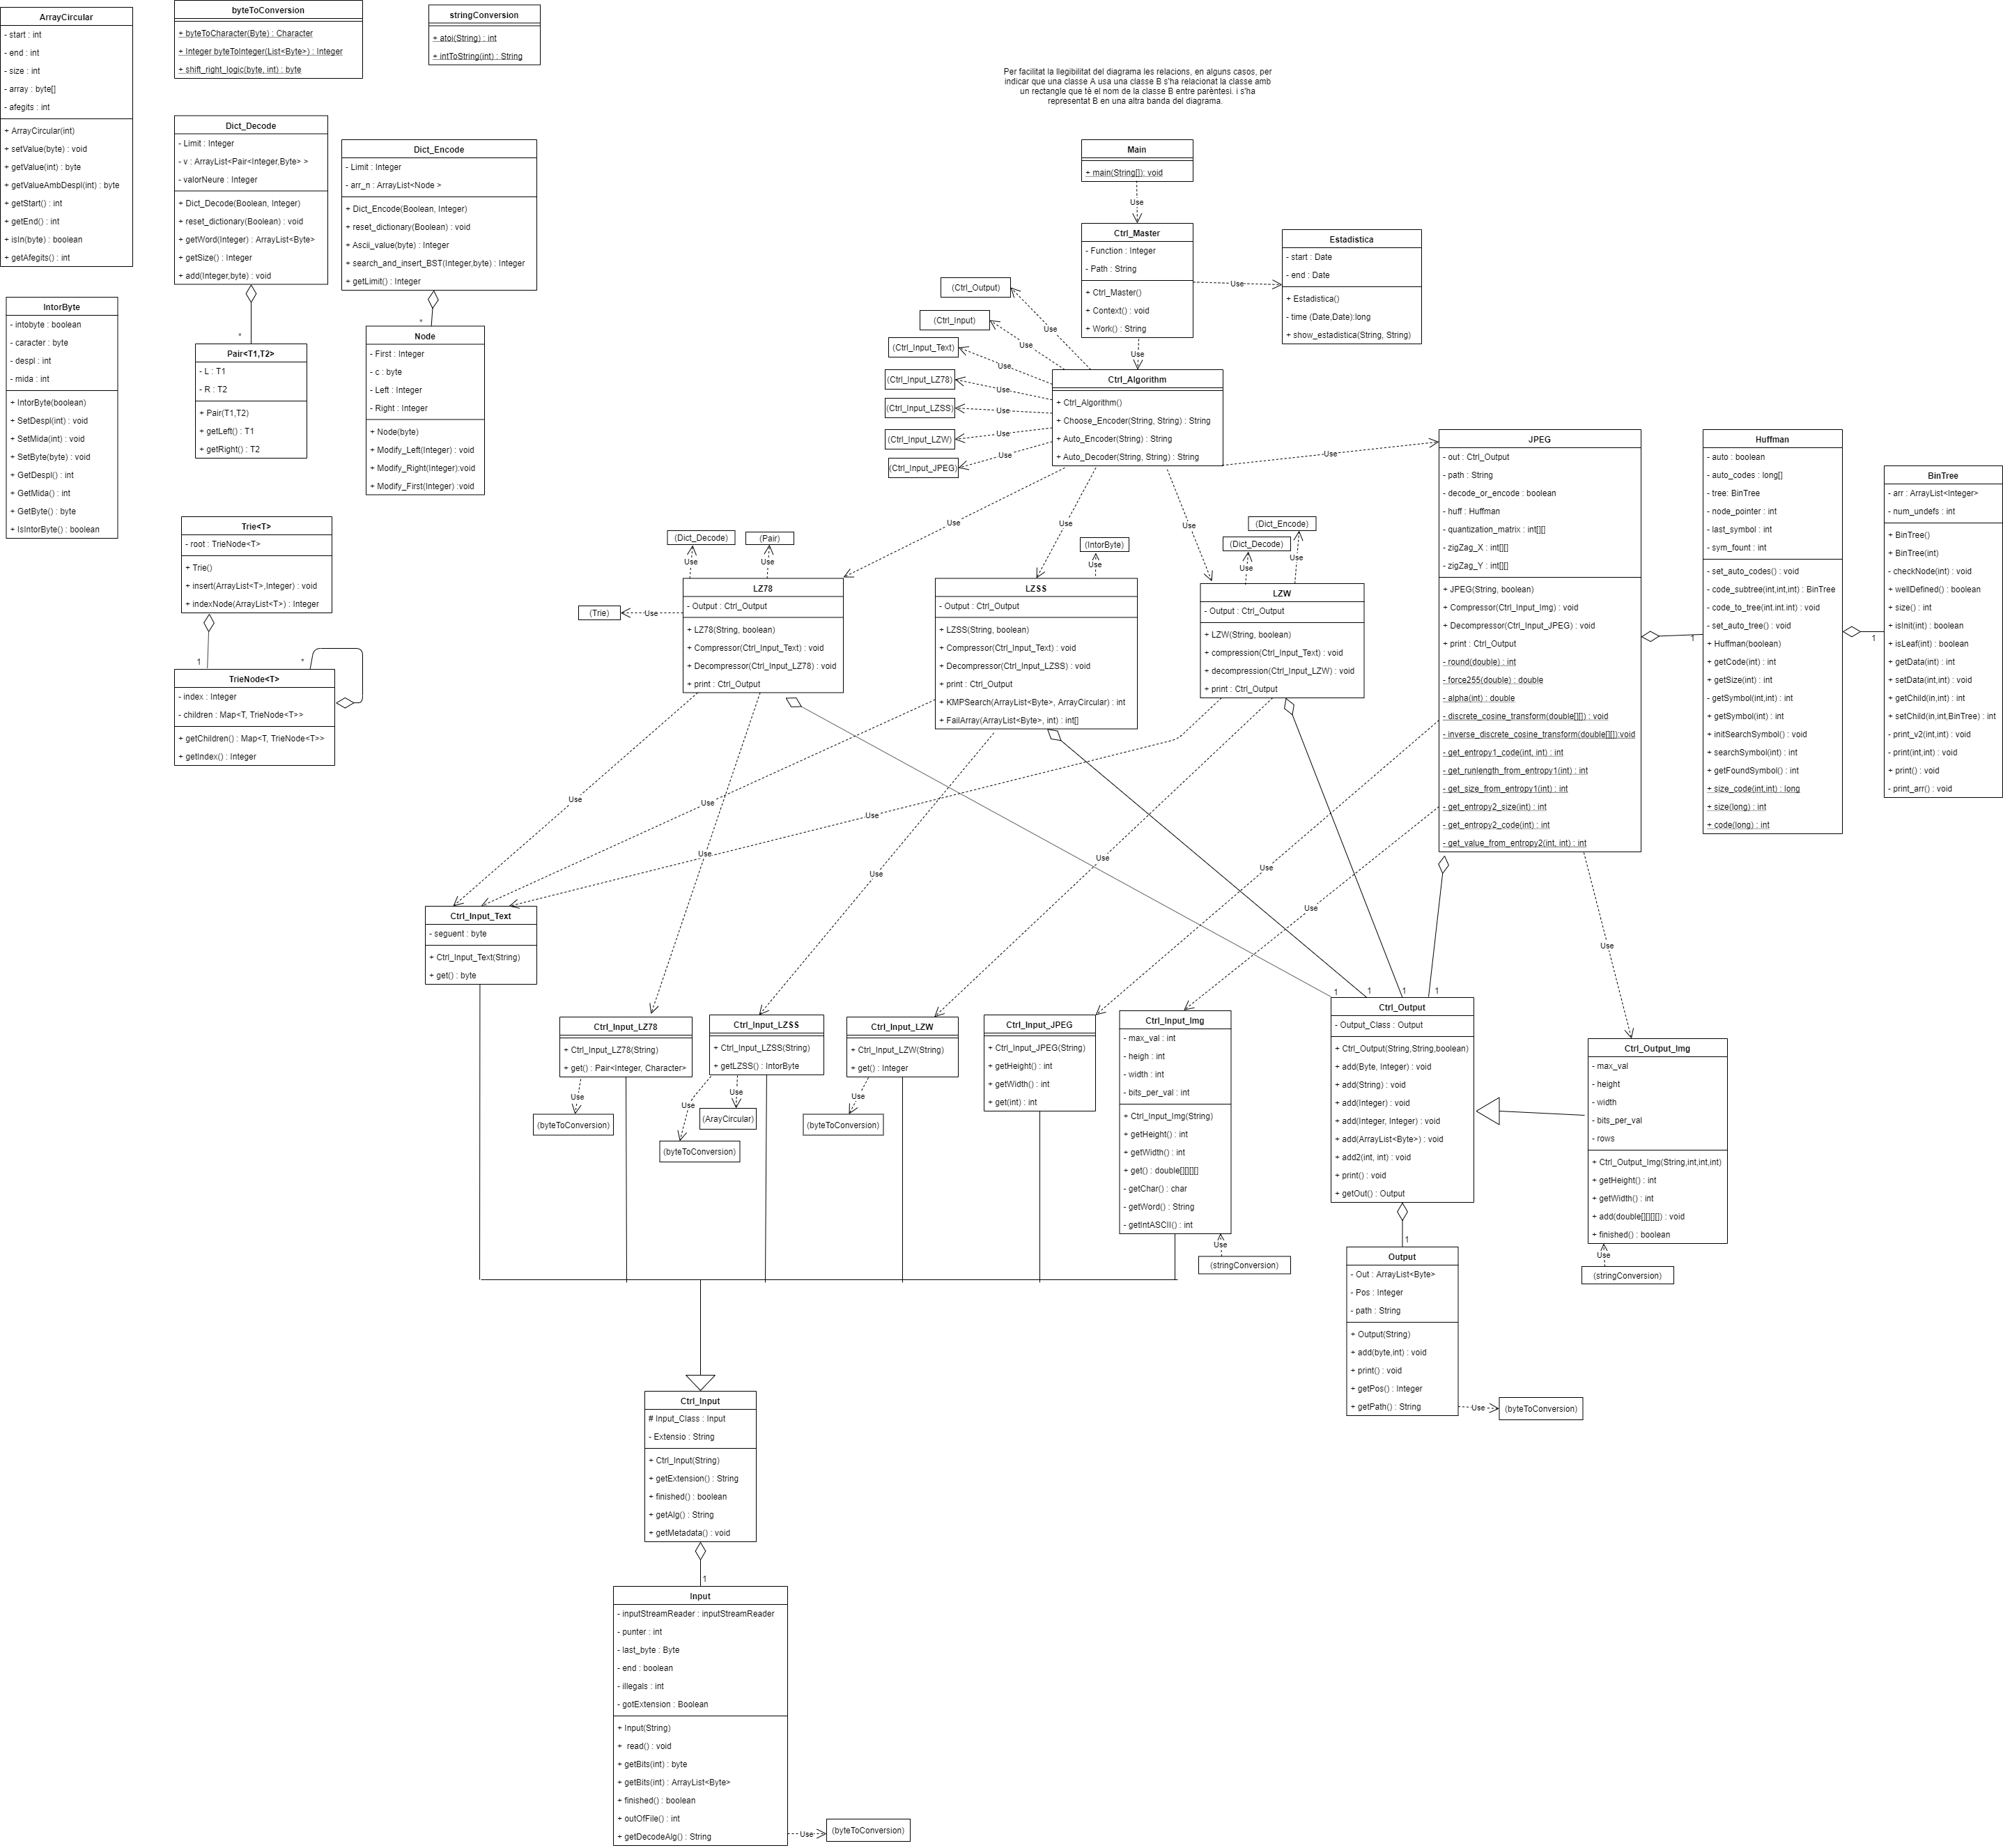 ArrayCircular
- start : int
- end : int
- size : int
- array : byte[]
- afegits : int
+ ArrayCircular(int)
+ setValue(byte) : void
+ getValue(int) : byte
+ getValueAmbDespl(int) : byte
+ getStart() : int
+ getEnd() : int
+ isIn(byte) : boolean
+ getAfegits() : int
byteToConversion
+ byteToCharacter(Byte) : Character
+ Integer byteToInteger(List<Byte>) : Integer
+ shift_right_logic(byte, int) : byte
stringConversion
+ atoi(String) : int
+ intToString(int) : String
Per facilitat la llegibilitat del diagrama les relacions, en alguns casos, per
indicar que una classe A usa una classe B s'ha relacionat la classe amb
un rectangle que té el nom de la classe B entre parèntesi. i s'ha
representat B en una altra banda del diagrama.
Dict_Decode
- Limit : Integer
- v : ArrayList<Pair<Integer,Byte> >
- valorNeure : Integer
+ Dict_Decode(Boolean, Integer)
+ reset_dictionary(Boolean) : void
+ getWord(Integer) : ArrayList<Byte>
+ getSize() : Integer
+ add(Integer,byte) : void
*
Dict_Encode
- Limit : Integer
- arr_n : ArrayList<Node >
+ Dict_Encode(Boolean, Integer)
+ reset_dictionary(Boolean) : void
+ Ascii_value(byte) : Integer
+ search_and_insert_BST(Integer,byte) : Integer
+ getLimit() : Integer
*
IntorByte
- intobyte : boolean
- caracter : byte
- despl : int
- mida : int
+ IntorByte(boolean)
+ SetDespl(int) : void
+ SetMida(int) : void
+ SetByte(byte) : void
+ GetDespl() : int
+ GetMida() : int
+ GetByte() : byte
+ IsIntorByte() : boolean
Pair<T1,T2>
- L : T1
- R : T2
+ Pair(T1,T2)
+ getLeft() : T1
+ getRight() : T2
Node
- First : Integer
- c : byte
- Left : Integer
- Right : Integer
+ Node(byte)
+ Modify_Left(Integer) : void
+ Modify_Right(Integer):void
+ Modify_First(Integer) :void
Trie<T>
- root : TrieNode<T>
+ Trie()
+ insert(ArrayList<T>,Integer) : void
+ indexNode(ArrayList<T>) : Integer
1
*
TrieNode<T>
- index : Integer
- children : Map<T, TrieNode<T>>
+ getChildren() : Map<T, TrieNode<T>>
+ getIndex() : Integer
Main
+ main(String[]): void
Use
Ctrl_Master
- Function : Integer
- Path : String
+ Ctrl_Master()
+ Context() : void
+ Work() : String
Use
Use
Estadistica
- start : Date
- end : Date
+ Estadistica()
- time (Date,Date):long
+ show_estadistica(String, String)
(Ctrl_Output)
(Ctrl_Input)
(Ctrl_Input_Text)
(Ctrl_Input_LZ78)
(Ctrl_Input_LZSS)
(Ctrl_Input_LZW)
(Ctrl_Input_JPEG)
Use
Use
Use
Use
Use
Use
Use
Ctrl_Algorithm
+ Ctrl_Algorithm()
+ Choose_Encoder(String, String) : String
+ Auto_Encoder(String) : String
+ Auto_Decoder(String, String) : String
Use
Use
Use
Use
(Dict_Decode)
(Pair)
(Trie)
Use
Use
Use
LZ78
- Output : Ctrl_Output
+ LZ78(String, boolean)
+ Compressor(Ctrl_Input_Text) : void
+ Decompressor(Ctrl_Input_LZ78) : void
+ print : Ctrl_Output
(IntorByte)
Use
LZSS
- Output : Ctrl_Output
+ LZSS(String, boolean)
+ Compressor(Ctrl_Input_Text) : void
+ Decompressor(Ctrl_Input_LZSS) : void
+ print : Ctrl_Output
+ KMPSearch(ArrayList<Byte>, ArrayCircular) : int
+ FailArray(ArrayList<Byte>, int) : int[]
(Dict_Encode)
(Dict_Decode)
Use
Use
LZW
- Output : Ctrl_Output
+ LZW(String, boolean)
+ compression(Ctrl_Input_Text) : void
+ decompression(Ctrl_Input_LZW) : void
+ print : Ctrl_Output
JPEG
- out : Ctrl_Output
- path : String
- decode_or_encode : boolean
- huff : Huffman
- quantization_matrix : int[][]
- zigZag_X : int[][]
- zigZag_Y : int[][]
+ JPEG(String, boolean)
+ Compressor(Ctrl_Input_Img) : void
+ Decompressor(Ctrl_Input_JPEG) : void
+ print : Ctrl_Output
- round(double) : int
- force255(double) : double
- alpha(int) : double
- discrete_cosine_transform(double[][]) : void
- inverse_discrete_cosine_transform(double[][]):void
- get_entropy1_code(int, int) : int
- get_runlength_from_entropy1(int) : int
- get_size_from_entropy1(int) : int
- get_entropy2_size(int) : int
- get_entropy2_code(int) : int
- get_value_from_entropy2(int, int) : int
1
Huffman
- auto : boolean
- auto_codes : long[]
- tree: BinTree
- node_pointer : int
- last_symbol : int
- sym_fount : int
- set_auto_codes() : void
- code_subtree(int,int,int) : BinTree
- code_to_tree(int.int.int) : void
- set_auto_tree() : void
+ Huffman(boolean)
+ getCode(int) : int
+ getSize(int) : int
- getSymbol(int,int) : int
+ getSymbol(int) : int
+ initSearchSymbol() : void
+ searchSymbol(int) : int
+ getFoundSymbol() : int
+ size_code(int,int) : long
+ size(long) : int
+ code(long) : int
1
BinTree
- arr : ArrayList<Integer>
- num_undefs : int
+ BinTree()
+ BinTree(int)
- checkNode(int) : void
+ wellDefined() : boolean
+ size() : int
+ isInit(int) : boolean
+ isLeaf(int) : boolean
+ getData(int) : int
+ setData(int,int) : void
+ getChild(in,int) : int
+ setChild(in,int,BinTree) : int
- print_v2(int,int) : void
- print(int,int) : void
+ print() : void
- print_arr() : void
Use
Use
Use
Use
Use
Use
Use
Use
Use
Ctrl_Input_Text
- seguent : byte
+ Ctrl_Input_Text(String)
+ get() : byte
Ctrl_Input_LZ78
+ Ctrl_Input_LZ78(String)
+ get() : Pair<Integer, Character>
Use
(byteToConversion)
Ctrl_Input_LZSS
+ Ctrl_Input_LZSS(String)
+ getLZSS() : IntorByte
Use
Use
(ArayCircular)
(byteToConversion)
Ctrl_Input_LZW
+ Ctrl_Input_LZW(String)
+ get() : Integer
Use
(byteToConversion)
Ctrl_Input_JPEG
+ Ctrl_Input_JPEG(String)
+ getHeight() : int
+ getWidth() : int
+ get(int) : int
Ctrl_Input_Img
- max_val : int
- heigh : int
- width : int
- bits_per_val : int
+ Ctrl_Input_Img(String)
+ getHeight() : int
+ getWidth() : int
+ get() : double[][][][]
- getChar() : char
- getWord() : String
- getIntASCII() : int
Use
(stringConversion)
1
1
1
1
Ctrl_Output
- Output_Class : Output
+ Ctrl_Output(String,String,boolean)
+ add(Byte, Integer) : void
+ add(String) : void
+ add(Integer) : void
+ add(Integer, Integer) : void
+ add(ArrayList<Byte>) : void
+ add2(int, int) : void
+ print() : void
+ getOut() : Output
1
Ctrl_Output_Img
- max_val
- height
- width
- bits_per_val
- rows
+ Ctrl_Output_Img(String,int,int,int)
+ getHeight() : int
+ getWidth() : int
+ add(double[][][][]) : void
+ finished() : boolean
Use
(stringConversion)
Output
- Out : ArrayList<Byte>
- Pos : Integer
- path : String
+ Output(String)
+ add(byte,int) : void
+ print() : void
+ getPos() : Integer
+ getPath() : String
Use
(byteToConversion)
Ctrl_Input
# Input_Class : Input
- Extensio : String
+ Ctrl_Input(String)
+ getExtension() : String
+ finished() : boolean
+ getAlg() : String
+ getMetadata() : void
1
Input
- inputStreamReader : inputStreamReader
- punter : int
- last_byte : Byte
- end : boolean
- illegals : int
- gotExtension : Boolean
+ Input(String)
+ read() : void
+ getBits(int) : byte
+ getBits(int) : ArrayList<Byte>
+ finished() : boolean
+ outOfFile() : int
+ getDecodeAlg() : String
Use
(byteToConversion)